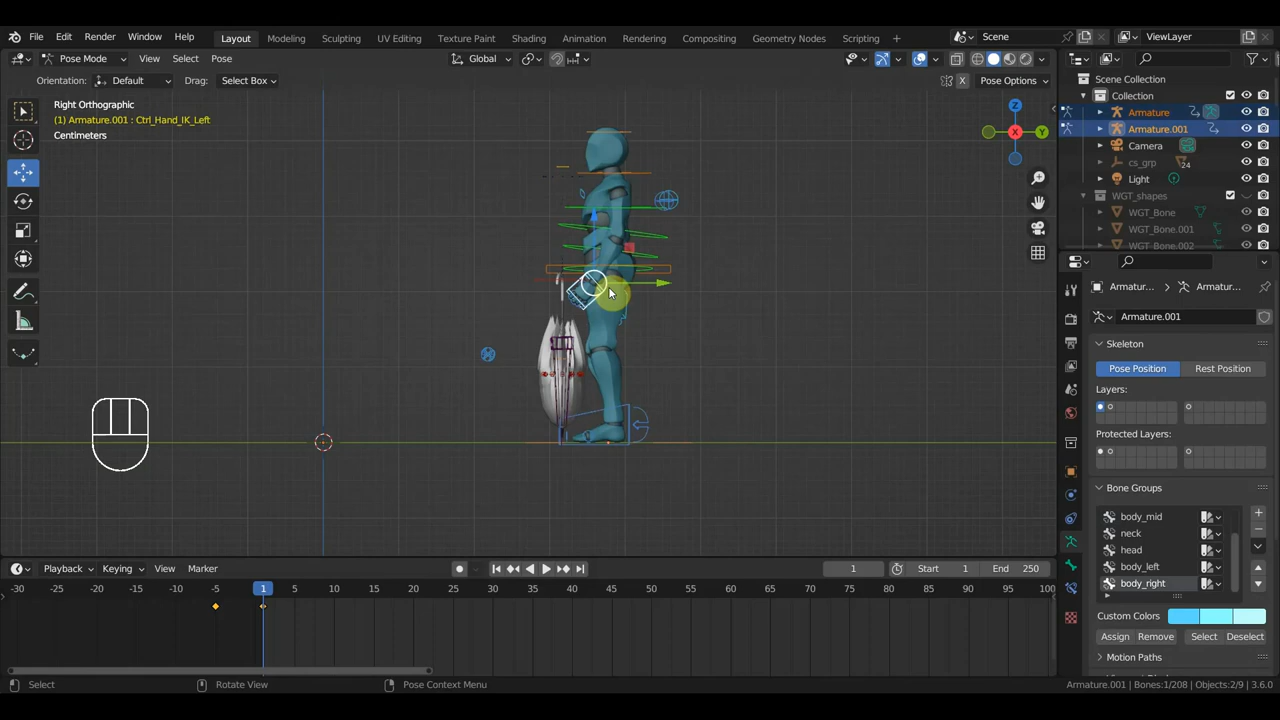 File Edit Render Window Help Layout Modeling Sculpting UV Editing Texture Paint Shading Animation Rendering Compositing Geometry Nodes Scripting + Scene ViewLayer
Pose Mode View Select Pose Global
Orientation: Default Drag: Select Box X Pose Options
Right Orthographic
(1) Armature.001 : Ctrl_Hand_IK_Left
Centimeters
Z
X
Y
Scene Collection
Collection
Armature
Armature.001
Camera
cs_grp 24
Light
WGT_shapes
WGT_Bone
WGT_Bone.001
WGT_Bone.002
Armatur... Armatur...
Armature.001
Skeleton
Pose Position Rest Position
Layers:
Protected Layers:
Bone Groups
body_mid
neck
head
body_left
body_right
Custom Colors
Assign Remove Select Deselect
Motion Paths
Playback Keying View Marker 1 Start 1 End 250
-30 -25 -20 -15 -10 -5 1 5 10 15 20 25 30 35 40 45 50 55 60 65 70 75 80 85 90 95 100
Select Rotate View Pose Context Menu Armature.001 | Bones:1/208 | Objects:2/9 | 3.6.0